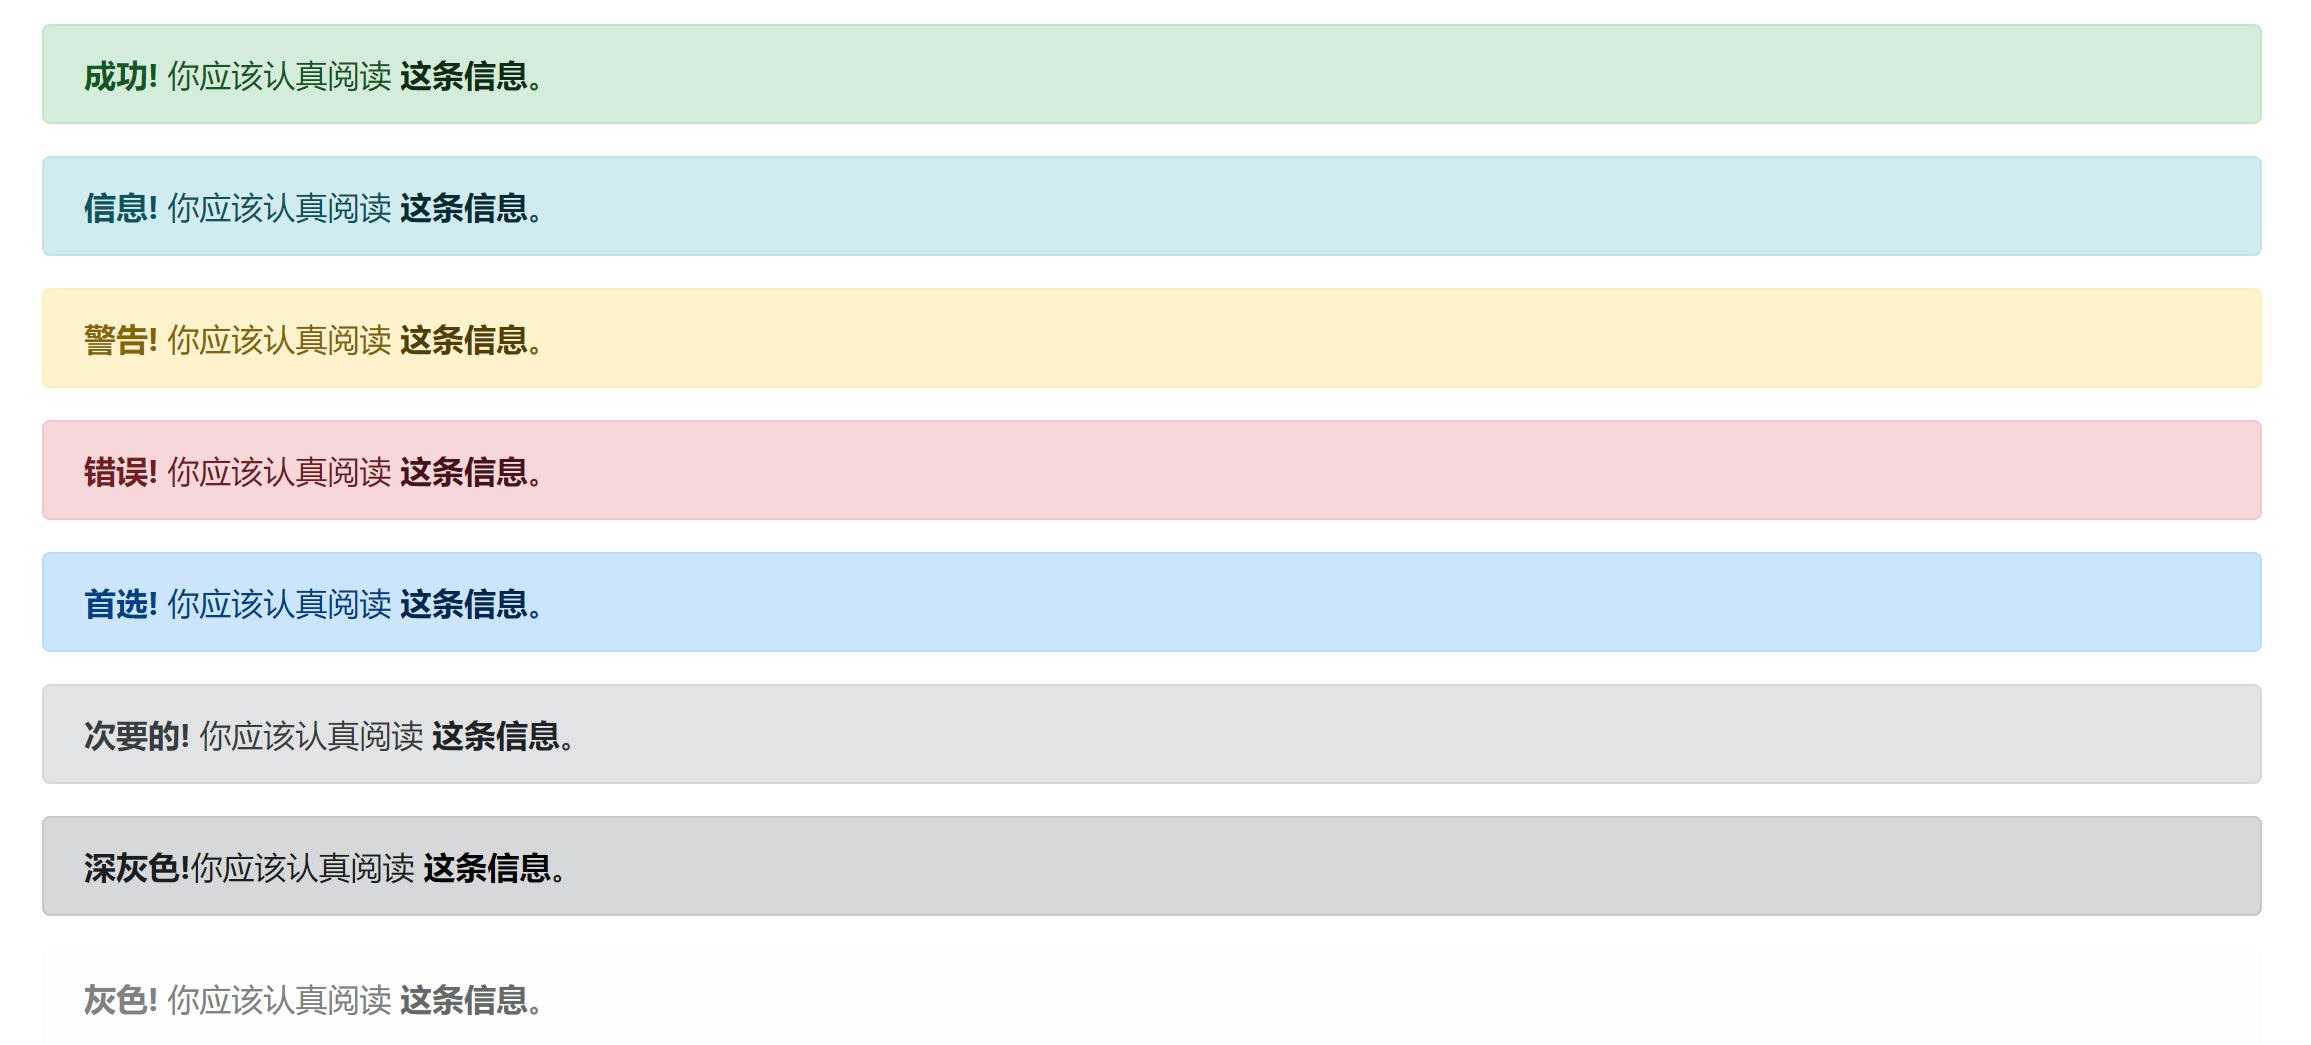 成功! 你应该认真阅读 这条信息。
信息! 你应该认真阅读 这条信息。
警告! 你应该认真阅读 这条信息。
错误! 你应该认真阅读 这条信息。
首选! 你应该认真阅读 这条信息。
次要的! 你应该认真阅读 这条信息。
深灰色!你应该认真阅读 这条信息。
灰色! 你应该认真阅读 这条信息。